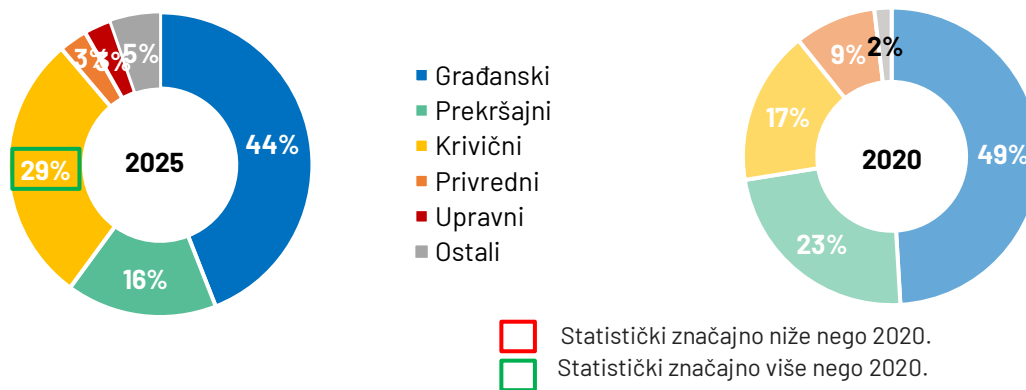 3%
3%
5%
44%
2025
29%
16%
Građanski
Prekršajni
Krivični
Privredni
Upravni
Ostali
9%
2%
17%
49%
2020
23%
Statistički značajno niže nego 2020.
Statistički značajno više nego 2020.